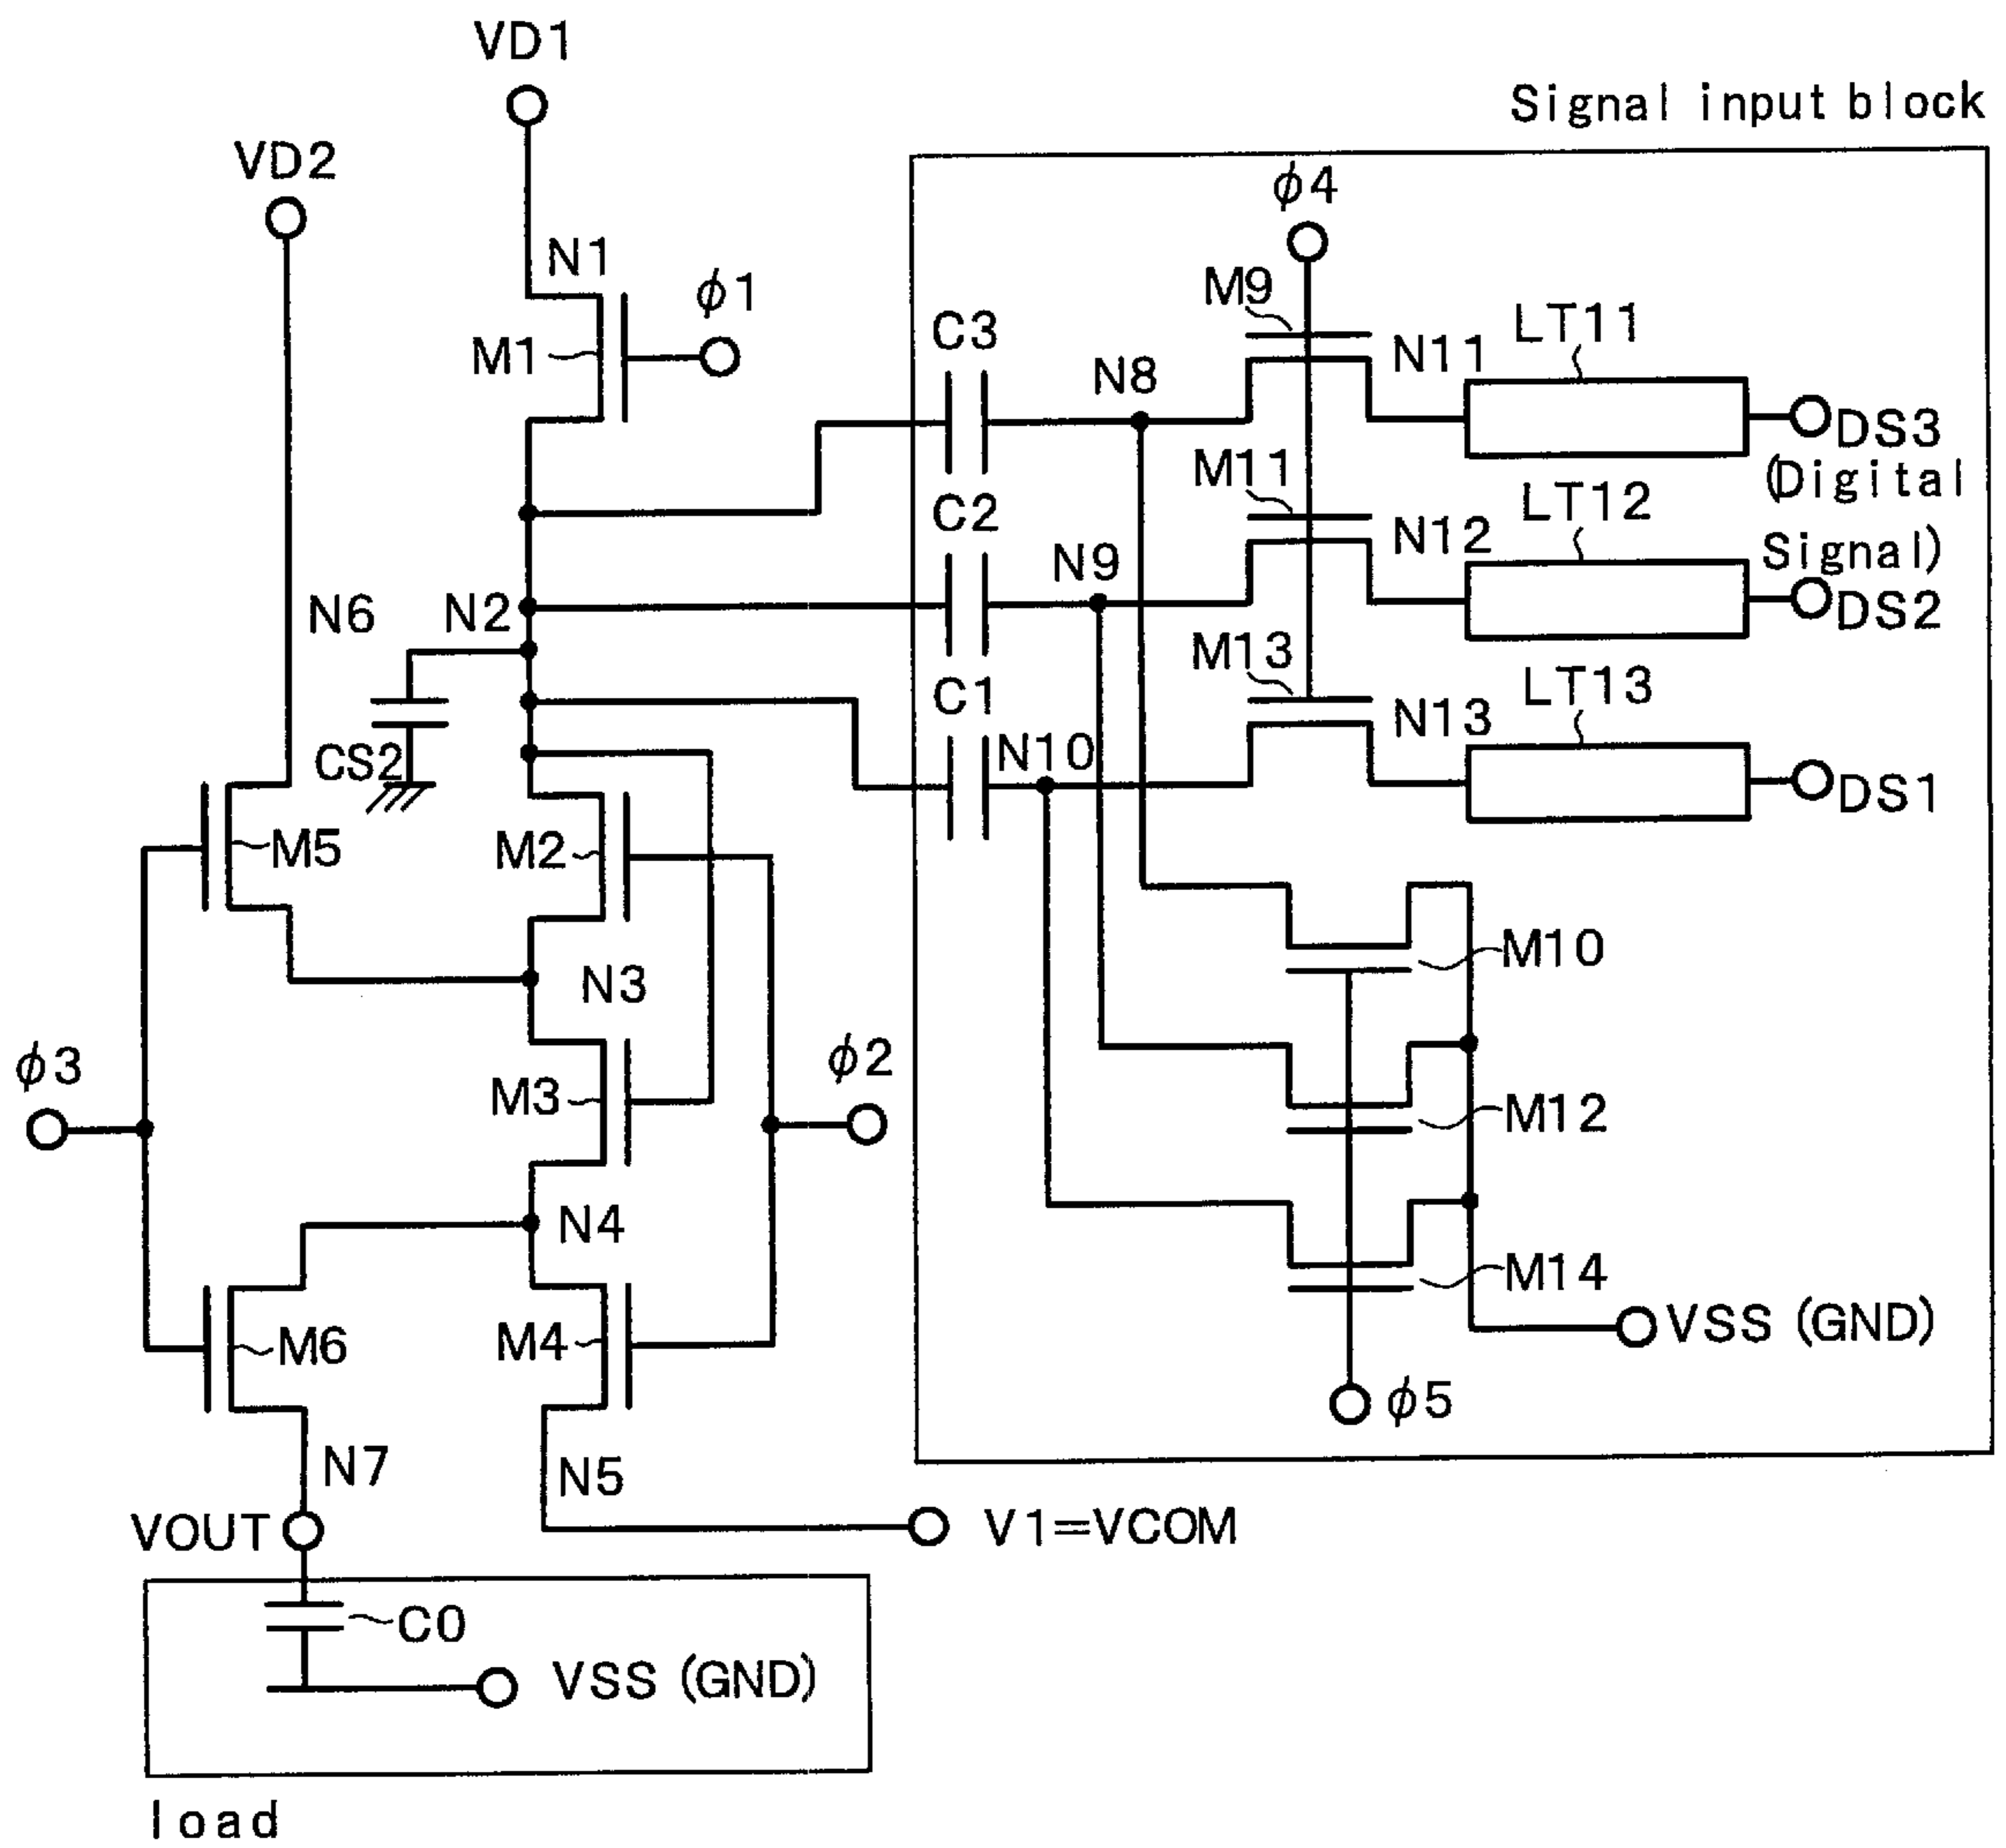 VD1
Signal input block
VD2
ϕ4
N1
ϕ1
M9
LT11
M1
C3
N8
N11
DS3
(Digital
M11
LT12
C2
N12
Signal)
N9
N6
N2
DS2
M13
LT13
C1
N13
N10
CS2
DS1
M5
M2
M10
N3
ϕ3
ϕ2
M3
M12
N4
M14
M6
M4
VSS (GND)
ϕ5
N7
N5
VOUT
V1=VCOM
C0
VSS (GND)
load